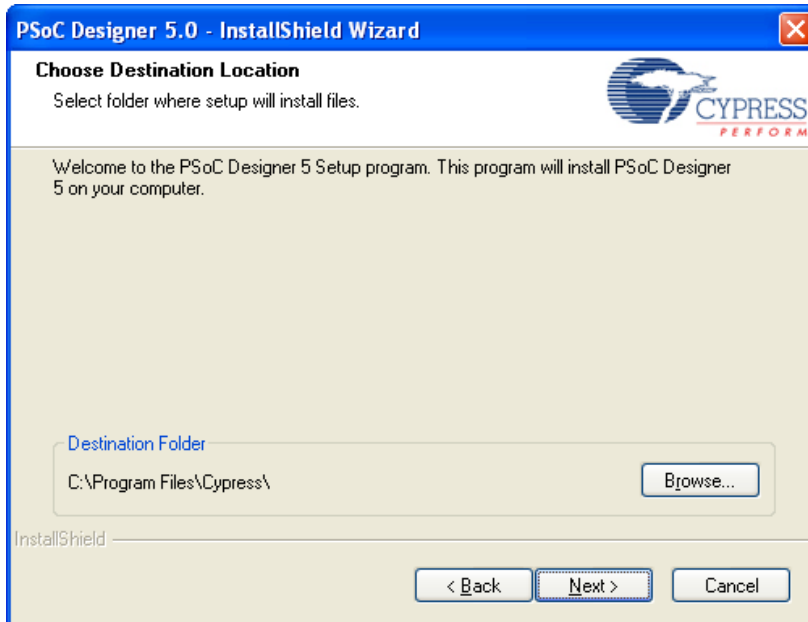 PSoC Designer 5.0 - InstallShield Wizard
Choose Destination Location
Select folder where setup will install files.
CYPRESS
PERFORM
Welcome to the PSoC Designer 5 Setup program. This program will install PSoC Designer
5 on your computer.
Destination Folder
C:\Program Files\Cypress\
Browse...
InstallShield
< Back
Next >
Cancel